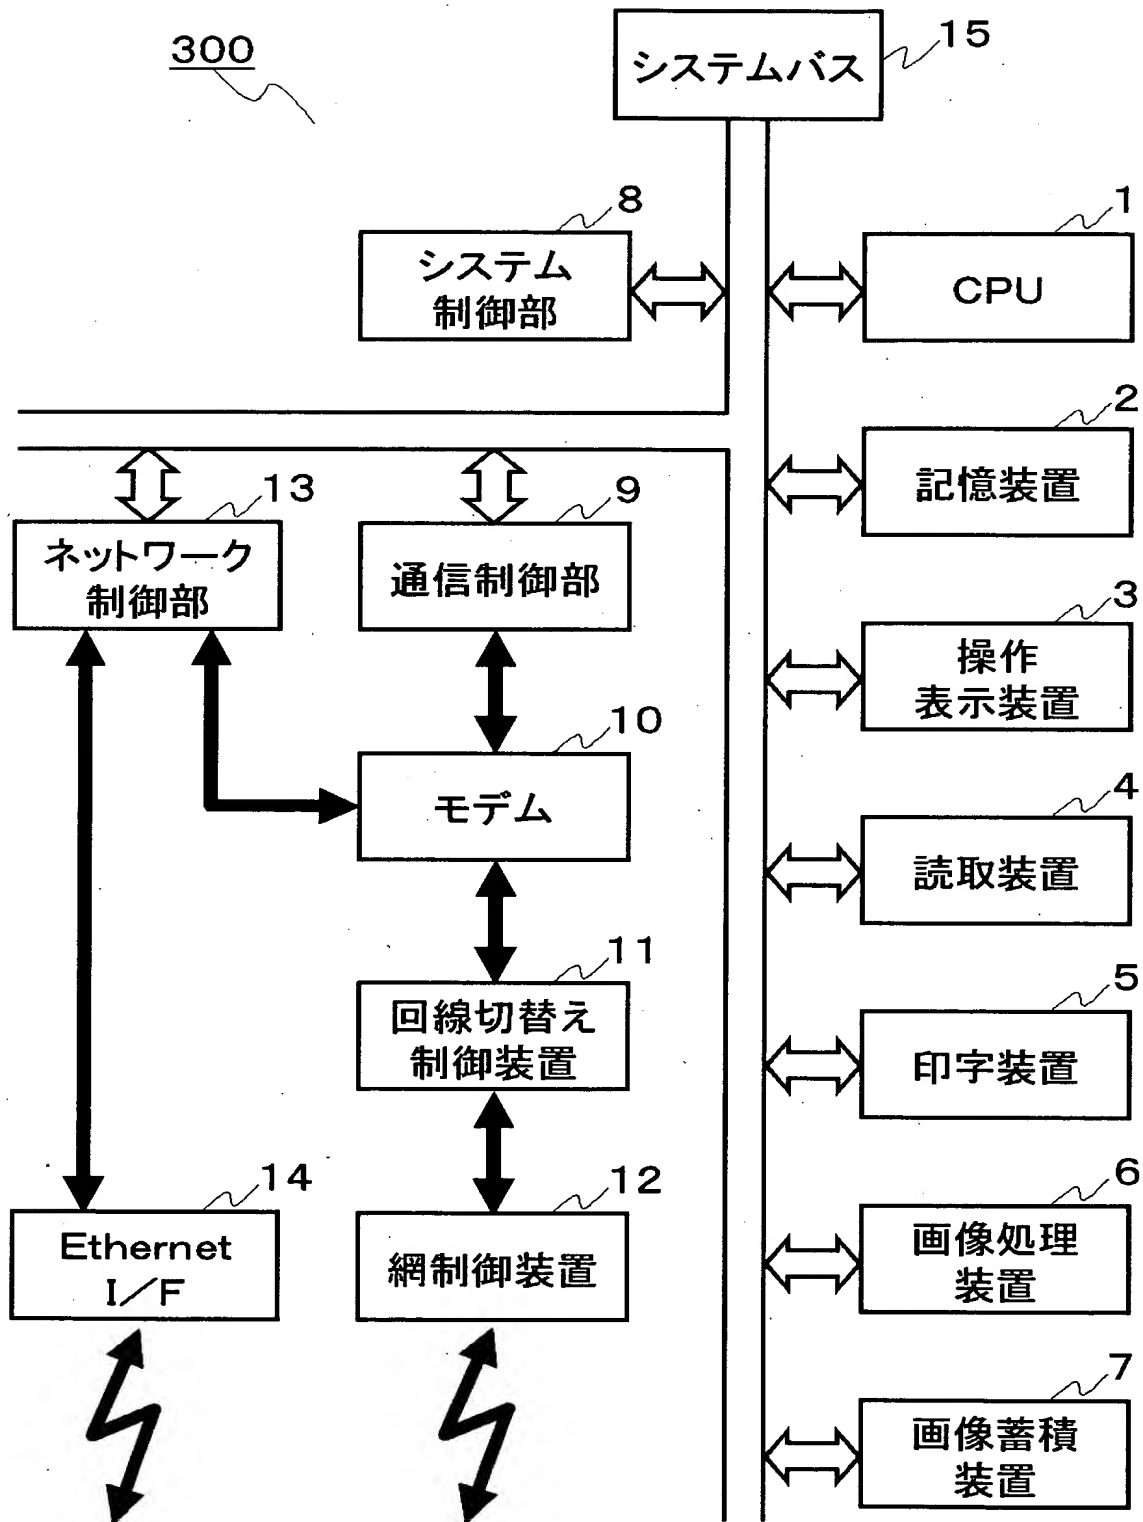 300
システムバス
15
8
システム
制御部
1
CPU
2
記憶装置
13
ネットワーク
制御部
9
通信制御部
3
操作
表示装置
10
モデム
4
読取装置
11
回線切替え
制御装置
5
印字装置
14
Ethernet
I/F
12
網制御装置
6
画像処理
装置
7
画像蓄積
装置